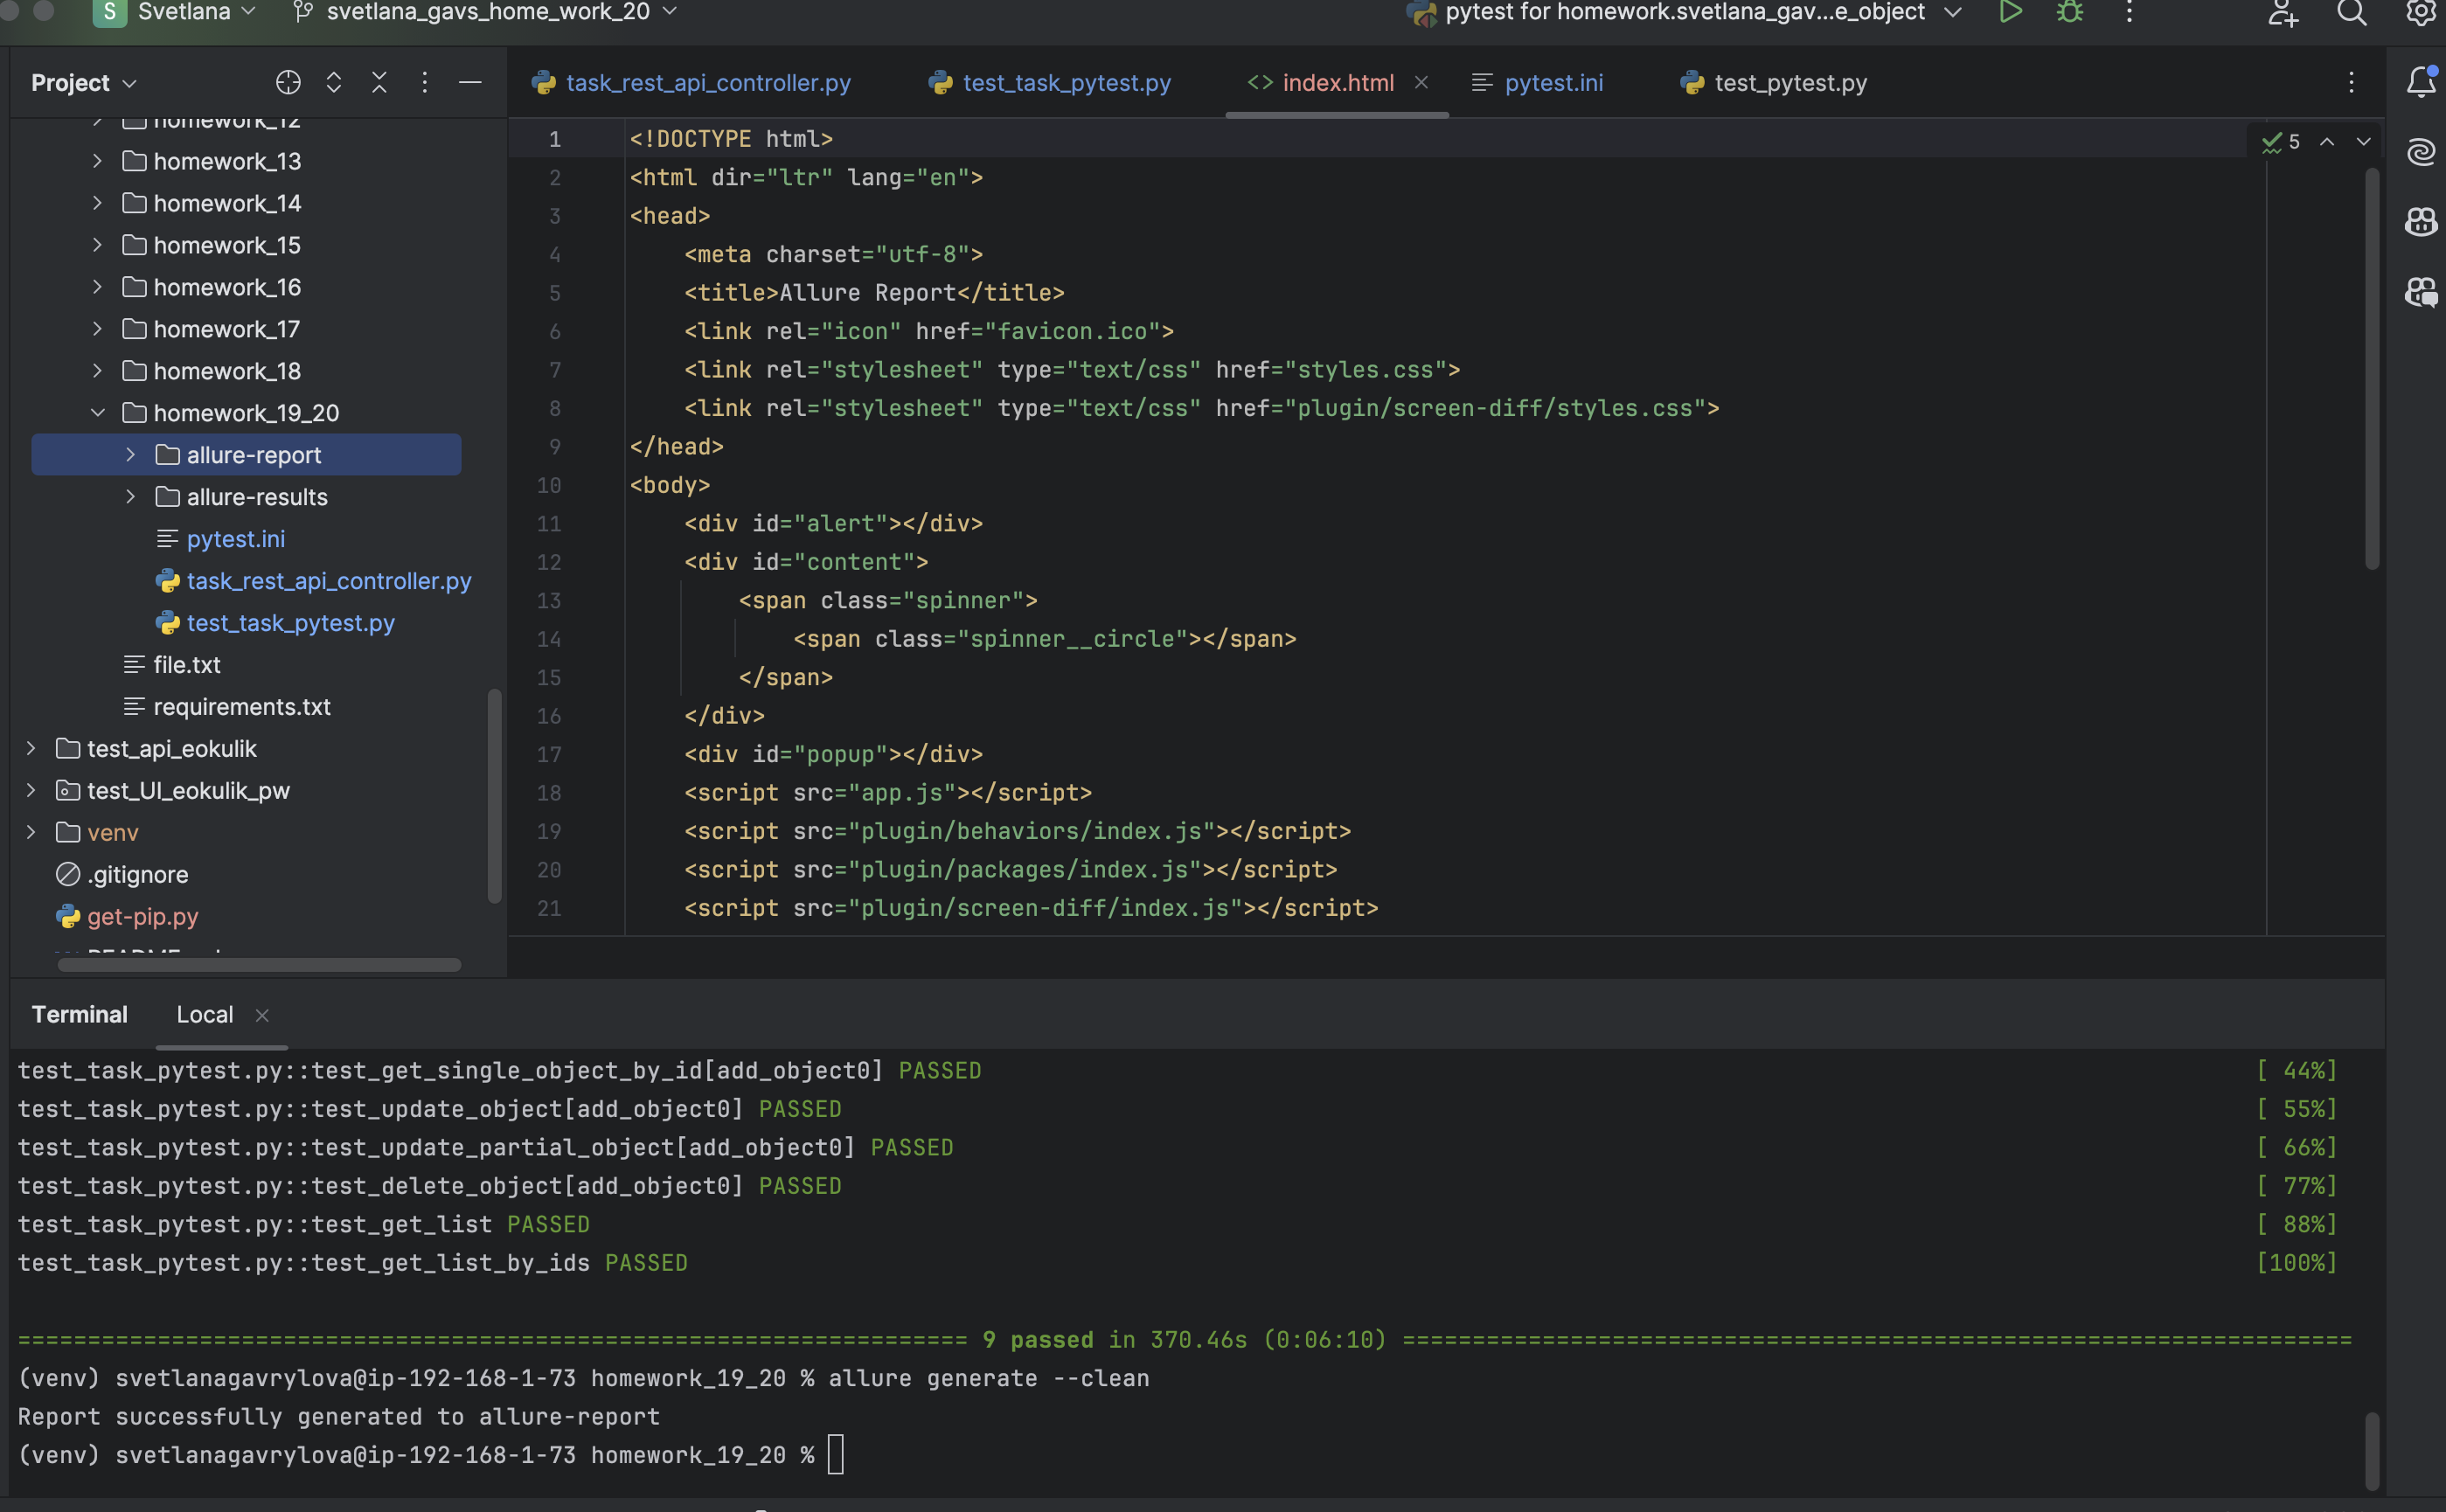 S Svetlana svetlana_gavs_home_work_20 pytest for homework.svetlana_gav...e_object
Project
homework_12
homework_13
homework_14
homework_15
homework_16
homework_17
homework_18
homework_19_20
allure-report
allure-results
pytest.ini
task_rest_api_controller.py
test_task_pytest.py
file.txt
requirements.txt
test_api_eokulik
test_UI_eokulik_pw
venv
.gitignore
get-pip.py
task_rest_api_controller.py test_task_pytest.py index.html pytest.ini test_pytest.py
5
1 <!DOCTYPE html>
2 <html dir="ltr" lang="en">
3 <head>
4 <meta charset="utf-8">
5 <title>Allure Report</title>
6 <link rel="icon" href="favicon.ico">
7 <link rel="stylesheet" type="text/css" href="styles.css">
8 <link rel="stylesheet" type="text/css" href="plugin/screen-diff/styles.css">
9 </head>
10 <body>
11 <div id="alert"></div>
12 <div id="content">
13 <span class="spinner">
14 <span class="spinner__circle"></span>
15 </span>
16 </div>
17 <div id="popup"></div>
18 <script src="app.js"></script>
19 <script src="plugin/behaviors/index.js"></script>
20 <script src="plugin/packages/index.js"></script>
21 <script src="plugin/screen-diff/index.js"></script>
Terminal Local
test_task_pytest.py::test_get_single_object_by_id[add_object0] PASSED [ 44%]
test_task_pytest.py::test_update_object[add_object0] PASSED [ 55%]
test_task_pytest.py::test_update_partial_object[add_object0] PASSED [ 66%]
test_task_pytest.py::test_delete_object[add_object0] PASSED [ 77%]
test_task_pytest.py::test_get_list PASSED [ 88%]
test_task_pytest.py::test_get_list_by_ids PASSED [100%]
==================================================================== 9 passed in 370.46s (0:06:10) ====================================================================
(venv) svetlanagavrylova@ip-192-168-1-73 homework_19_20 % allure generate --clean
Report successfully generated to allure-report
(venv) svetlanagavrylova@ip-192-168-1-73 homework_19_20 %